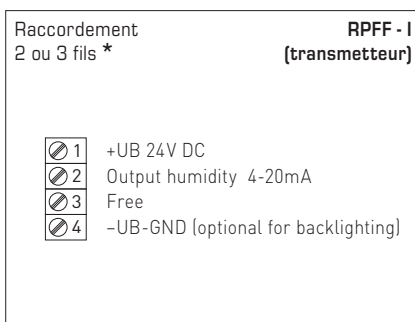 Raccordement RPFF - I
2 ou 3 fils * (transmetteur)
1 +UB 24V DC
2 Output humidity 4-20mA
3 Free
4 –UB-GND (optional for backlighting)